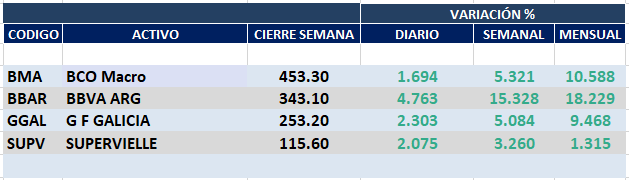 VARIACIÓN %
CODIGO ACTIVO CIERRE SEMANA DIARIO SEMANAL MENSUAL
BMA BCO Macro 453.30 1.694 5.321 10.588
BBAR BBVA ARG 343.10 4.763 15.328 18.229
GGAL G F GALICIA 253.20 2.303 5.084 9.468
SUPV SUPERVIELLE 115.60 2.075 3.260 1.315